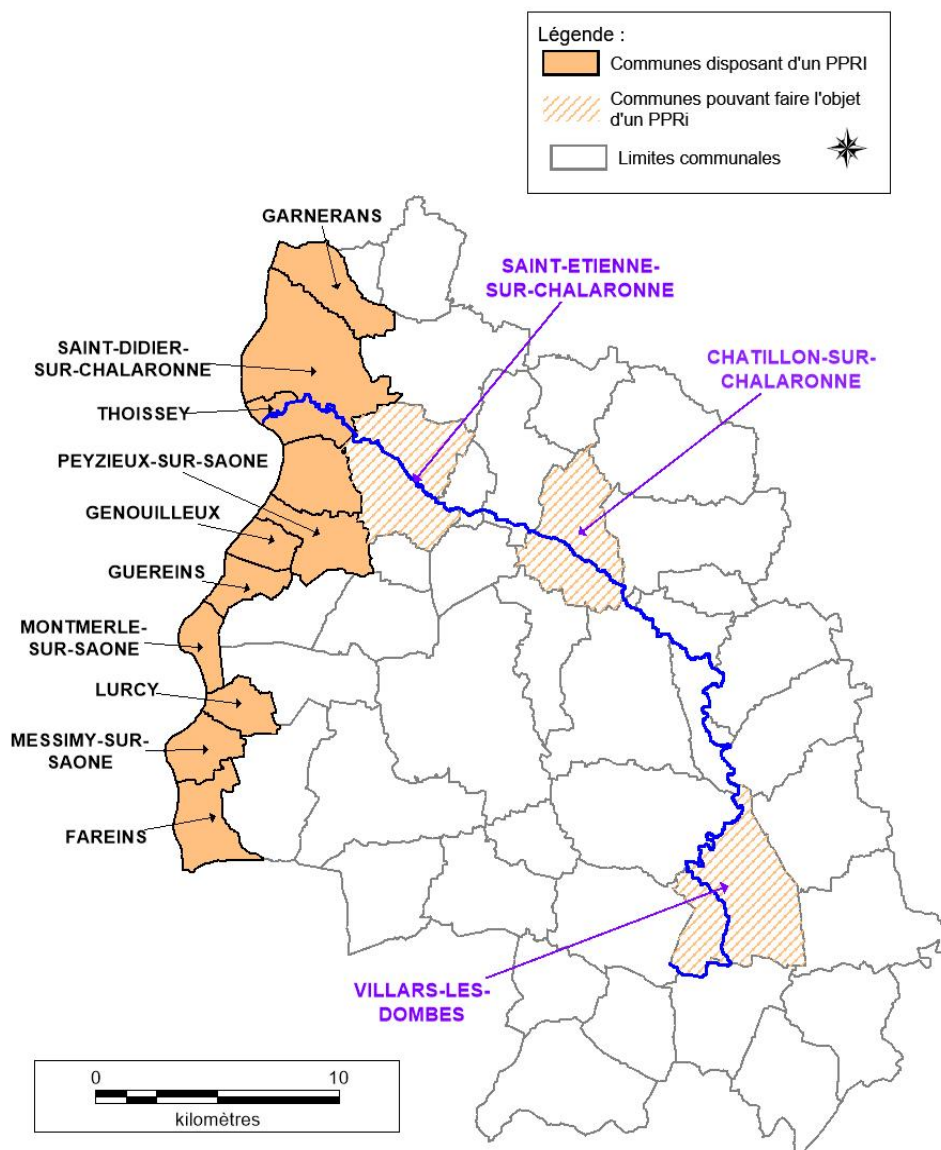 Légende :
Communes disposant d'un PPRI
Communes pouvant faire l'objet
d'un PPRi
Limites communales
GARNERANS
SAINT-ETIENNE-
SUR-CHALARONNE
SAINT-DIDIER-
SUR-CHALARONNE
CHATILLON-SUR-
CHALARONNE
THOISSEY
PEYZIEUX-SUR-SAONE
GENOUILLEUX
GUEREINS
MONTMERLE-
SUR-SAONE
LURCY
MESSIMY-SUR-
SAONE
FAREINS
VILLARS-LES-
DOMBES
0 10
kilomètres